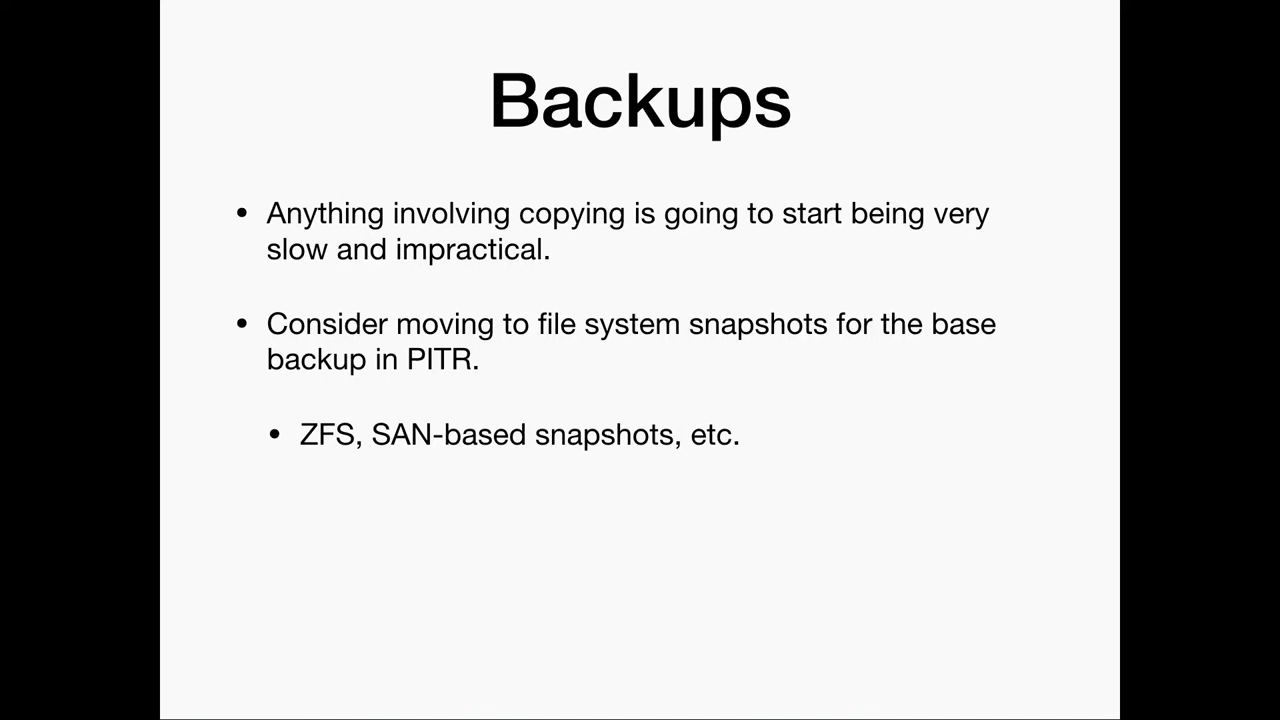 Backups
• Anything involving copying is going to start being very
slow and impractical.
• Consider moving to file system snapshots for the base
backup in PITR.
• ZFS, SAN-based snapshots, etc.